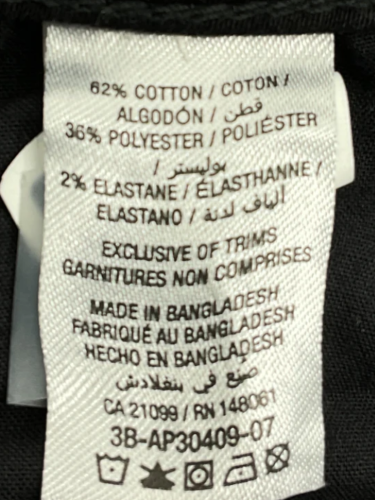 62% COTTON / COTON /
ALGODÓN / قطن
36% POLYESTER / POLIÉSTER
/ بوليستر
2% ELASTANE / ÉLASTHANNE /
ELASTANO / ألياف لدنة
EXCLUSIVE OF TRIMS
GARNITURES NON COMPRISES
MADE IN BANGLADESH
FABRIQUÉ AU BANGLADESH
HECHO EN BANGLADESH
صنع في بنغلادش
CA 21099 / RN 148061
3B-AP30409-07